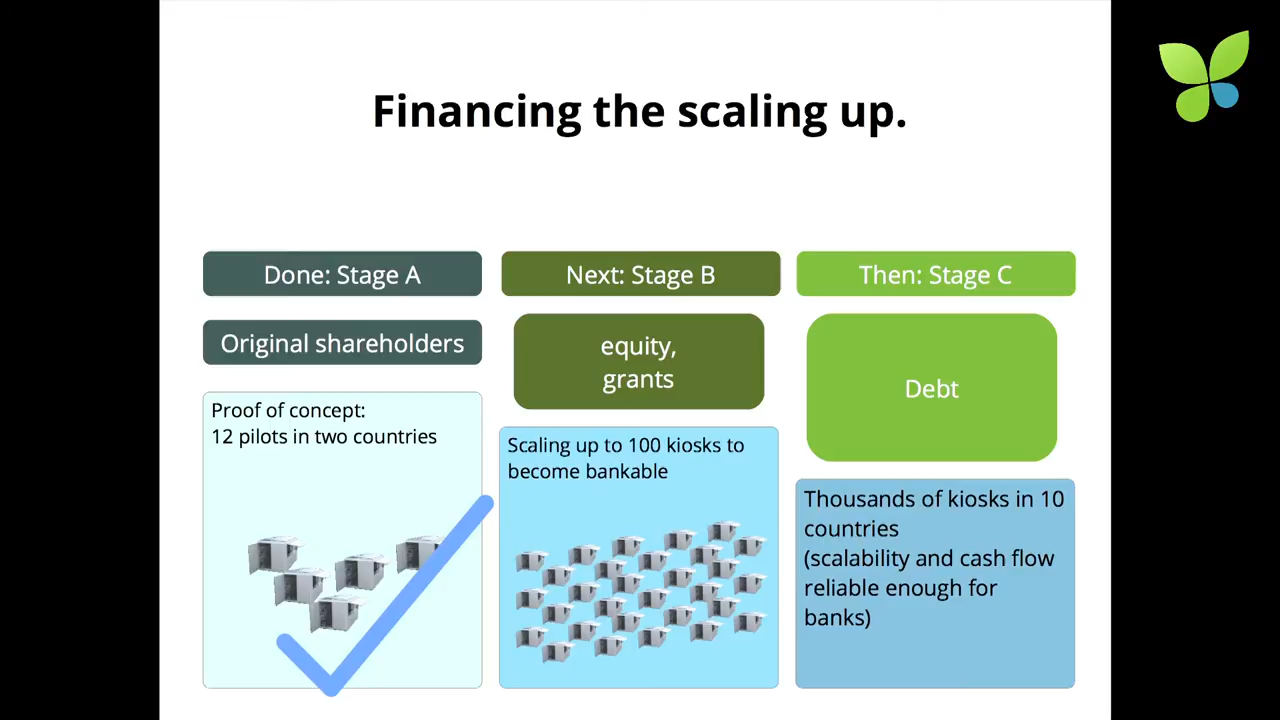 Financing the scaling up.
Done: Stage A
Original shareholders
Proof of concept:
12 pilots in two countries
Next: Stage B
equity,
grants
Scaling up to 100 kiosks to
become bankable
Then: Stage C
Debt
Thousands of kiosks in 10
countries
(scalability and cash flow
reliable enough for
banks)